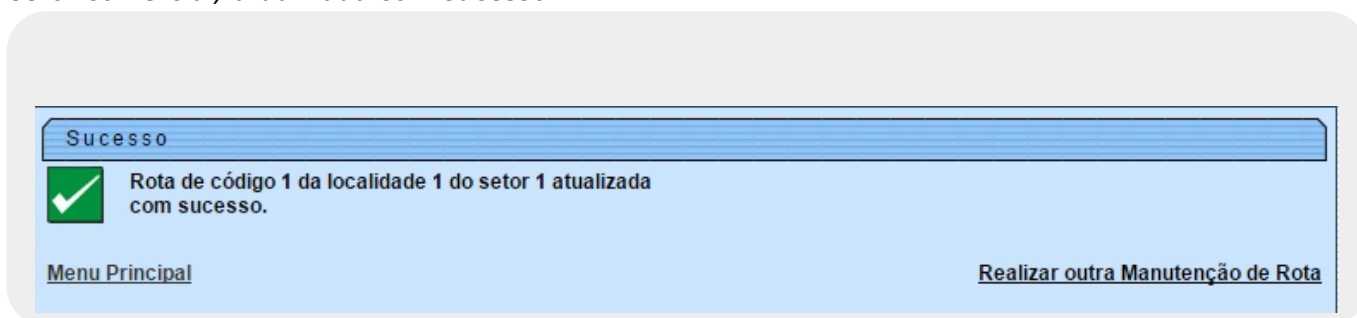 Sucesso
Rota de código 1 da localidade 1 do setor 1 atualizada
com sucesso.
Menu Principal
Realizar outra Manutenção de Rota